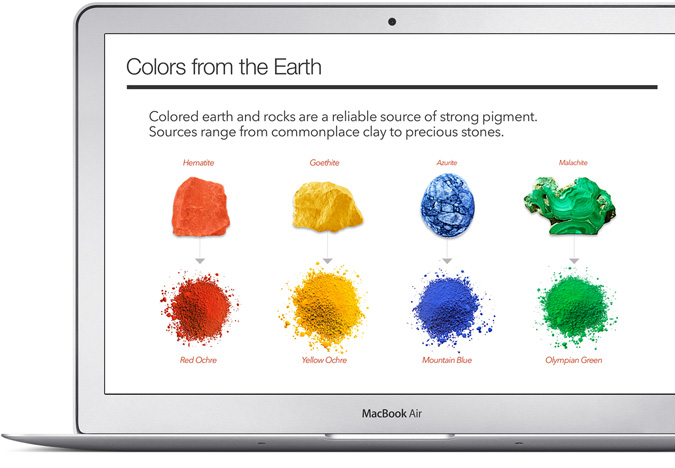 Colors from the Earth
Colored earth and rocks are a reliable source of strong pigment.
Sources range from commonplace clay to precious stones.
Hematite
Goethite
Azurite
Malachite
Red Ochre
Yellow Ochre
Mountain Blue
Olympian Green
MacBook Air